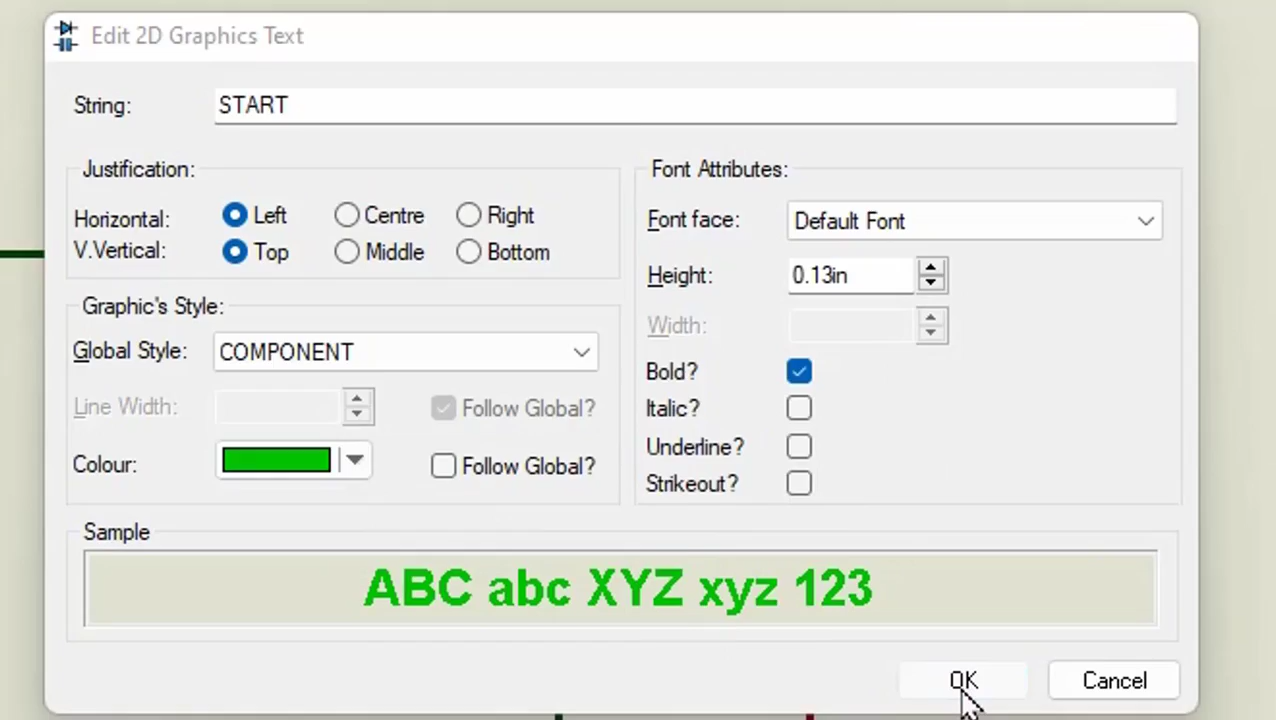 Edit 2D Graphics Text
String: START
Justification:
Horizontal: Left Centre Right
V.Vertical: Top Middle Bottom
Graphic's Style:
Global Style: COMPONENT
Line Width: Follow Global?
Colour: Follow Global?
Font Attributes:
Font face: Default Font
Height: 0.13in
Width:
Bold?
Italic?
Underline?
Strikeout?
Sample
ABC abc XYZ xyz 123
OK Cancel